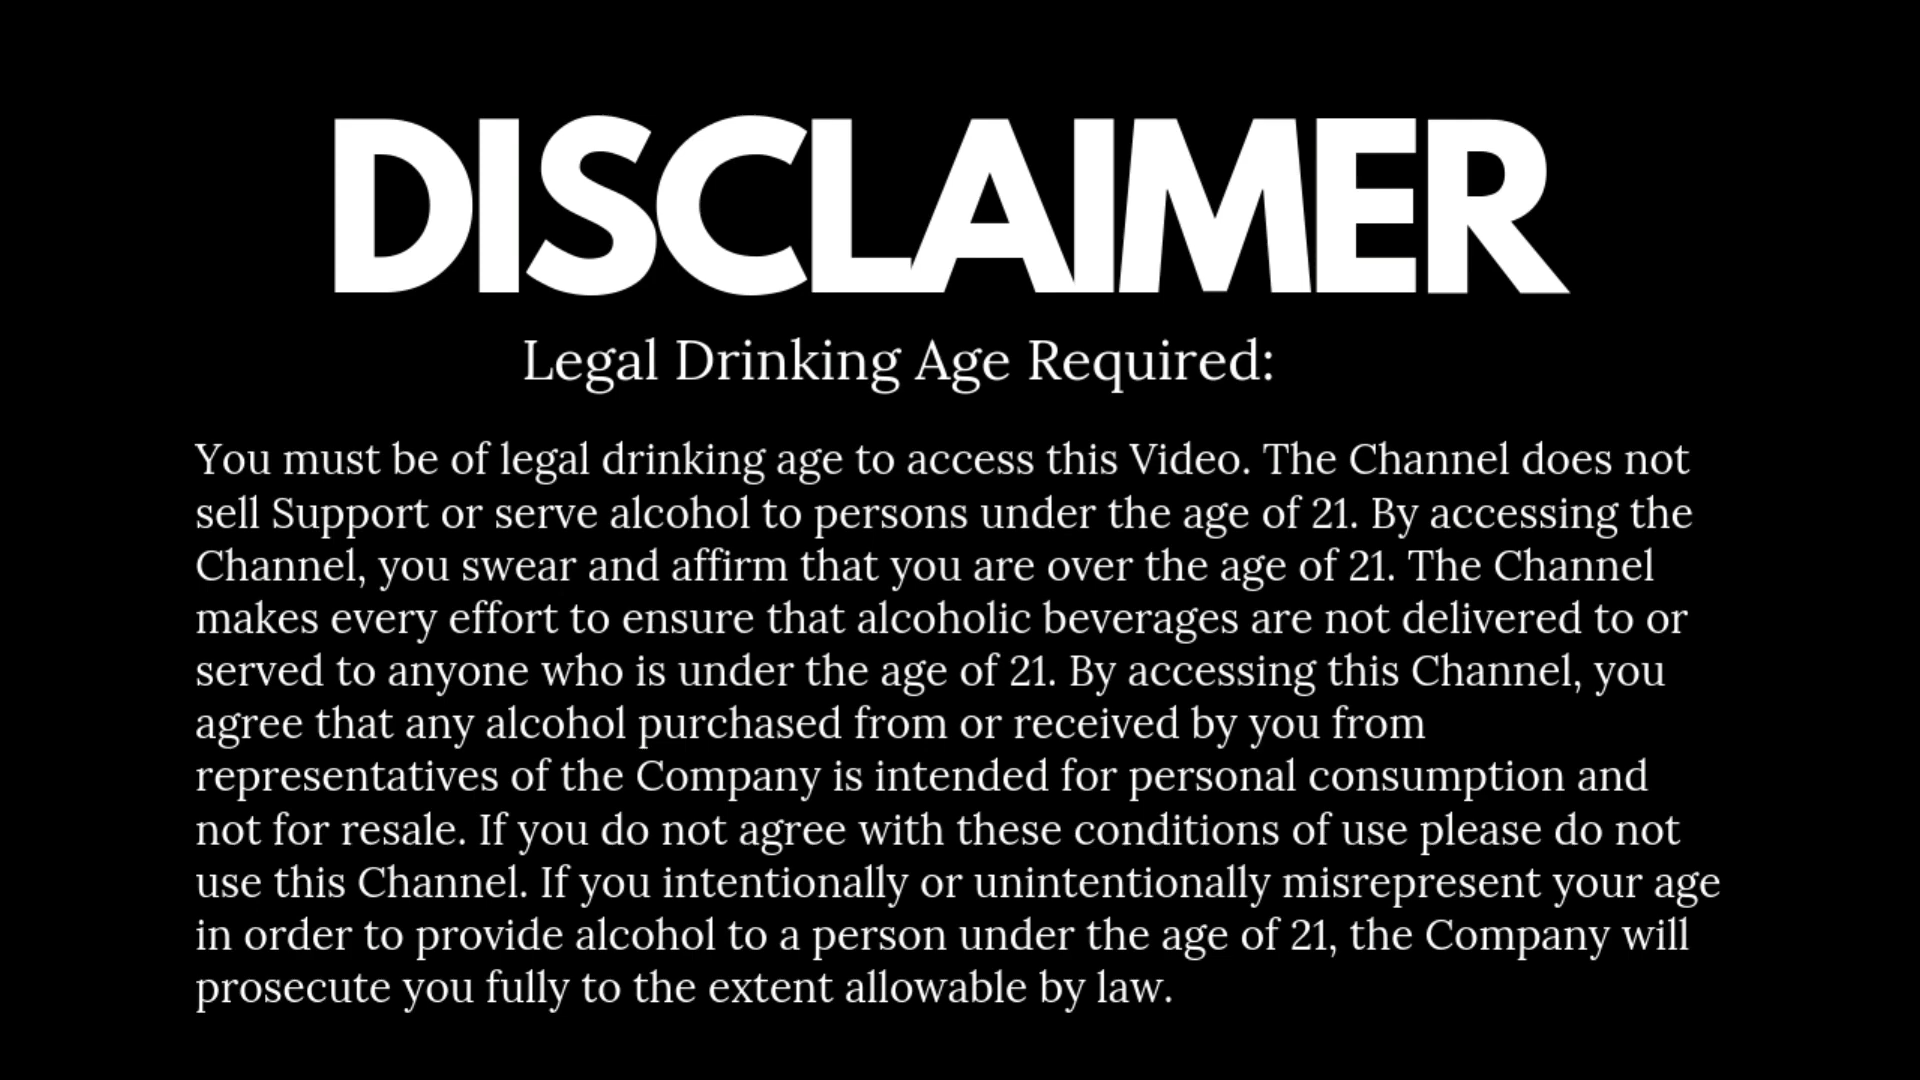 DISCLAIMER
Legal Drinking Age Required:
You must be of legal drinking age to access this Video. The Channel does not
sell Support or serve alcohol to persons under the age of 21. By accessing the
Channel, you swear and affirm that you are over the age of 21. The Channel
makes every effort to ensure that alcoholic beverages are not delivered to or
served to anyone who is under the age of 21. By accessing this Channel, you
agree that any alcohol purchased from or received by you from
representatives of the Company is intended for personal consumption and
not for resale. If you do not agree with these conditions of use please do not
use this Channel. If you intentionally or unintentionally misrepresent your age
in order to provide alcohol to a person under the age of 21, the Company will
prosecute you fully to the extent allowable by law.